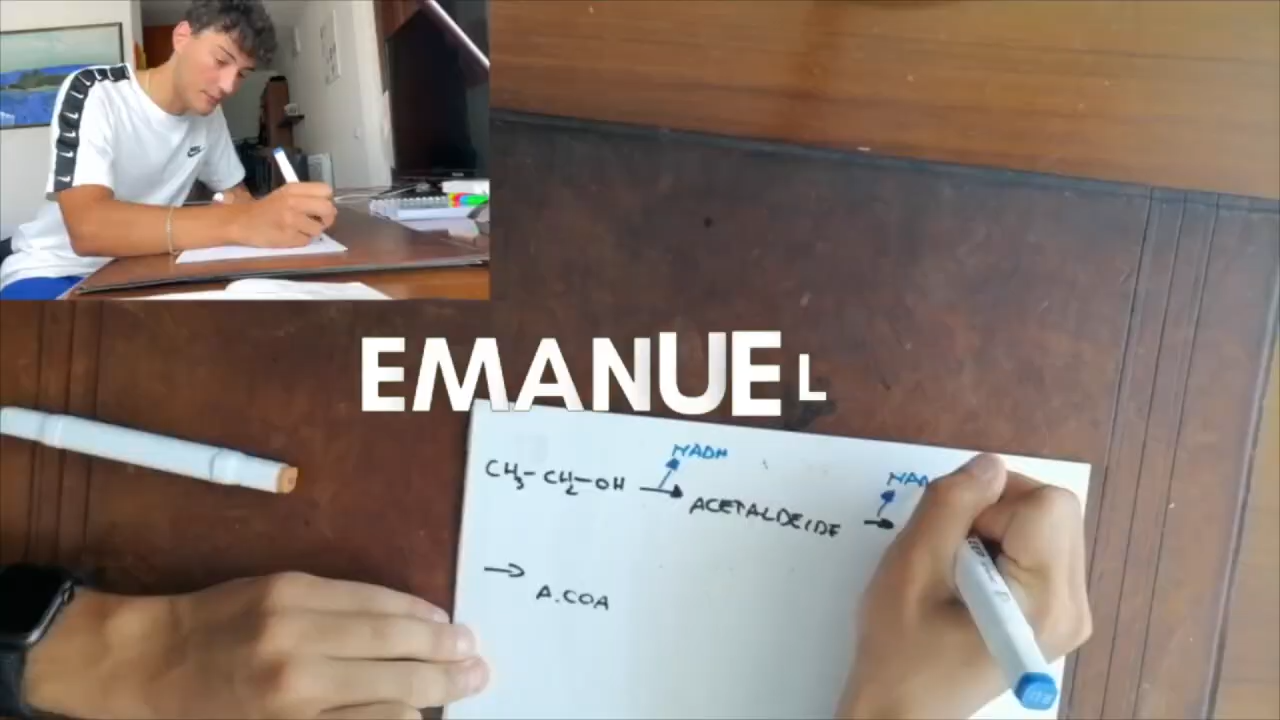 EMANUEL
NADH
CH3-CH2-OH
ACETALDEIDE
→
A.COA